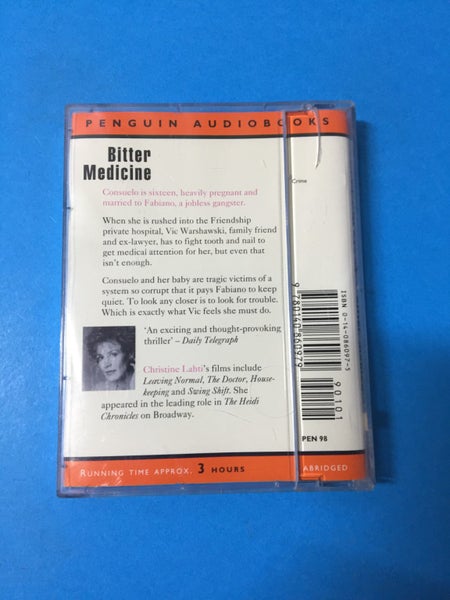 PENGUIN AUDIOBOOKS
Bitter
Medicine
Consuelo is sixteen, heavily pregnant and
married to Fabiano, a jobless gangster.
When she is rushed into the Friendship
private hospital, Vic Warshawski, family friend
and ex-lawyer, has to fight tooth and nail to
get medical attention for her, but even that
isn't enough.
Consuelo and her baby are tragic victims of a
system so corrupt that it pays Fabiano to keep
quiet. To look any closer is to look for trouble.
Which is exactly what Vic feels she must do.
'An exciting and thought-provoking
thriller' – Daily Telegraph
Christine Lahti's films include
Leaving Normal, The Doctor, House-
keeping and Swing Shift. She
appeared in the leading role in The Heidi
Chronicles on Broadway.
RUNNING TIME APPROX. 3 HOURS
Crime
ISBN 0-14-086097-5
9 780140 860979
90101
PEN 98
ABRIDGED